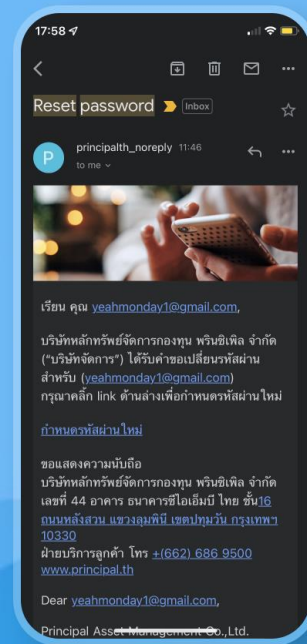 17:58
Reset password
Inbox
P
principalth_noreply 11:46
to me
เรียน คุณ yeahmonday1@gmail.com,
บริษัทหลักทรัพย์จัดการกองทุน พรินซิเพิล จำกัด
("บริษัทจัดการ") ได้รับคำขอเปลี่ยนรหัสผ่าน
สำหรับ (yeahmonday1@gmail.com)
กรุณาคลิ้ก link ด้านล่างเพื่อกำหนดรหัสผ่านใหม่
กำหนดรหัสผ่านใหม่
ขอแสดงความนับถือ
บริษัทหลักทรัพย์จัดการกองทุน พรินซิเพิล จำกัด
เลขที่ 44 อาคาร ธนาคารซีไอเอ็มบี ไทย ชั้น16
ถนนหลังสวน แขวงลุมพินี เขตปทุมวัน กรุงเทพฯ
10330
ฝ่ายบริการลูกค้า โทร +(662) 686 9500
www.principal.th
Dear yeahmonday1@gmail.com,
Principal Asset Management Co.,Ltd.